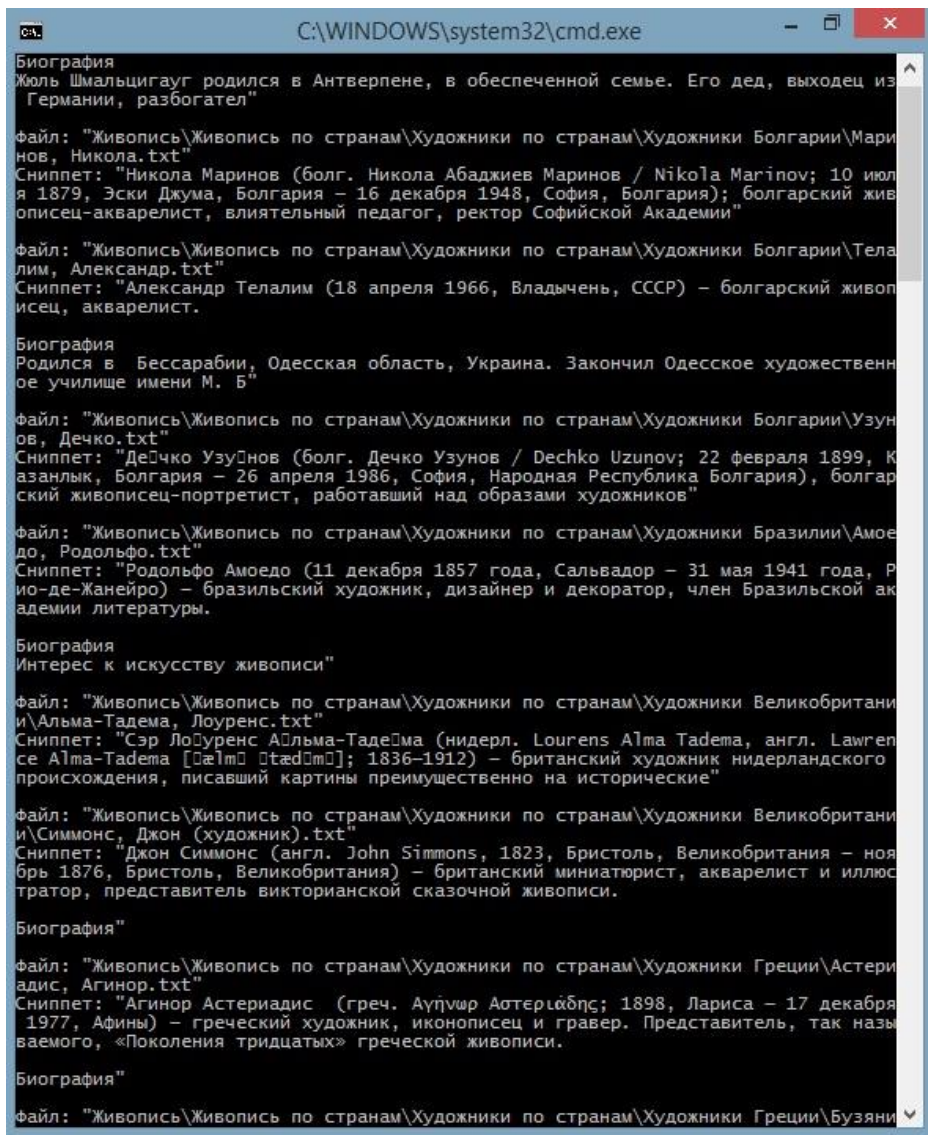 C:\WINDOWS\system32\cmd.exe
Биография
Жюль Шмальцигауг родился в Антверпене, в обеспеченной семье. Его дед, выходец из
Германии, разбогател"
Файл: "Живопись\Живопись по странам\Художники по странам\Художники Болгарии\Мари
нов, Никола.txt"
Сниппет: "Никола Маринов (болг. Никола Абаджиев Маринов / Nikola Marinov; 10 июл
я 1879, Эски Джума, Болгария — 16 декабря 1948, София, Болгария); болгарский жив
описец-акварелист, влиятельный педагог, ректор Софийской Академии"
Файл: "Живопись\Живопись по странам\Художники по странам\Художники Болгарии\Тела
лим, Александр.txt"
Сниппет: "Александр Телалим (18 апреля 1966, Владычень, СССР) — болгарский живоп
исец, акварелист.
Биография
Родился в  Бессарабии, Одесская область, Украина. Закончил Одесское художественн
ое училище имени М. Б"
Файл: "Живопись\Живопись по странам\Художники по странам\Художники Болгарии\Узун
ов, Дечко.txt"
Сниппет: "Де▯чко Узу▯нов (болг. Дечко Узунов / Dechko Uzunov; 22 февраля 1899, К
азанлык, Болгария — 26 апреля 1986, София, Народная Республика Болгария), болгар
ский живописец-портретист, работавший над образами художников"
Файл: "Живопись\Живопись по странам\Художники по странам\Художники Бразилии\Амое
до, Родольфо.txt"
Сниппет: "Родольфо Амоедо (11 декабря 1857 года, Сальвадор — 31 мая 1941 года, Р
ио-де-Жанейро) — бразильский художник, дизайнер и декоратор, член Бразильской ак
адемии литературы.
Биография
Интерес к искусству живописи"
Файл: "Живопись\Живопись по странам\Художники по странам\Художники Великобритани
и\Альма-Тадема, Лоуренс.txt"
Сниппет: "Сэр Ло▯уренс А▯льма-Таде▯ма (нидерл. Lourens Alma Tadema, англ. Lawren
ce Alma-Tadema [▯ælm▯ ▯tæd▯m▯]; 1836—1912) — британский художник нидерландского
происхождения, писавший картины преимущественно на исторические"
Файл: "Живопись\Живопись по странам\Художники по странам\Художники Великобритани
и\Симмонс, Джон (художник).txt"
Сниппет: "Джон Симмонс (англ. John Simmons, 1823, Бристоль, Великобритания — ноя
брь 1876, Бристоль, Великобритания) — британский миниатюрист, акварелист и иллюс
тратор, представитель викторианской сказочной живописи.
Биография"
Файл: "Живопись\Живопись по странам\Художники по странам\Художники Греции\Астери
адис, Агинор.txt"
Сниппет: "Агинор Астериадис  (греч. Αγήνωρ Αστεριάδης; 1898, Лариса — 17 декабря
1977, Афины) — греческий художник, иконописец и гравер. Представитель, так назы
ваемого, «Поколения тридцатых» греческой живописи.
Биография"
Файл: "Живопись\Живопись по странам\Художники по странам\Художники Греции\Бузяни